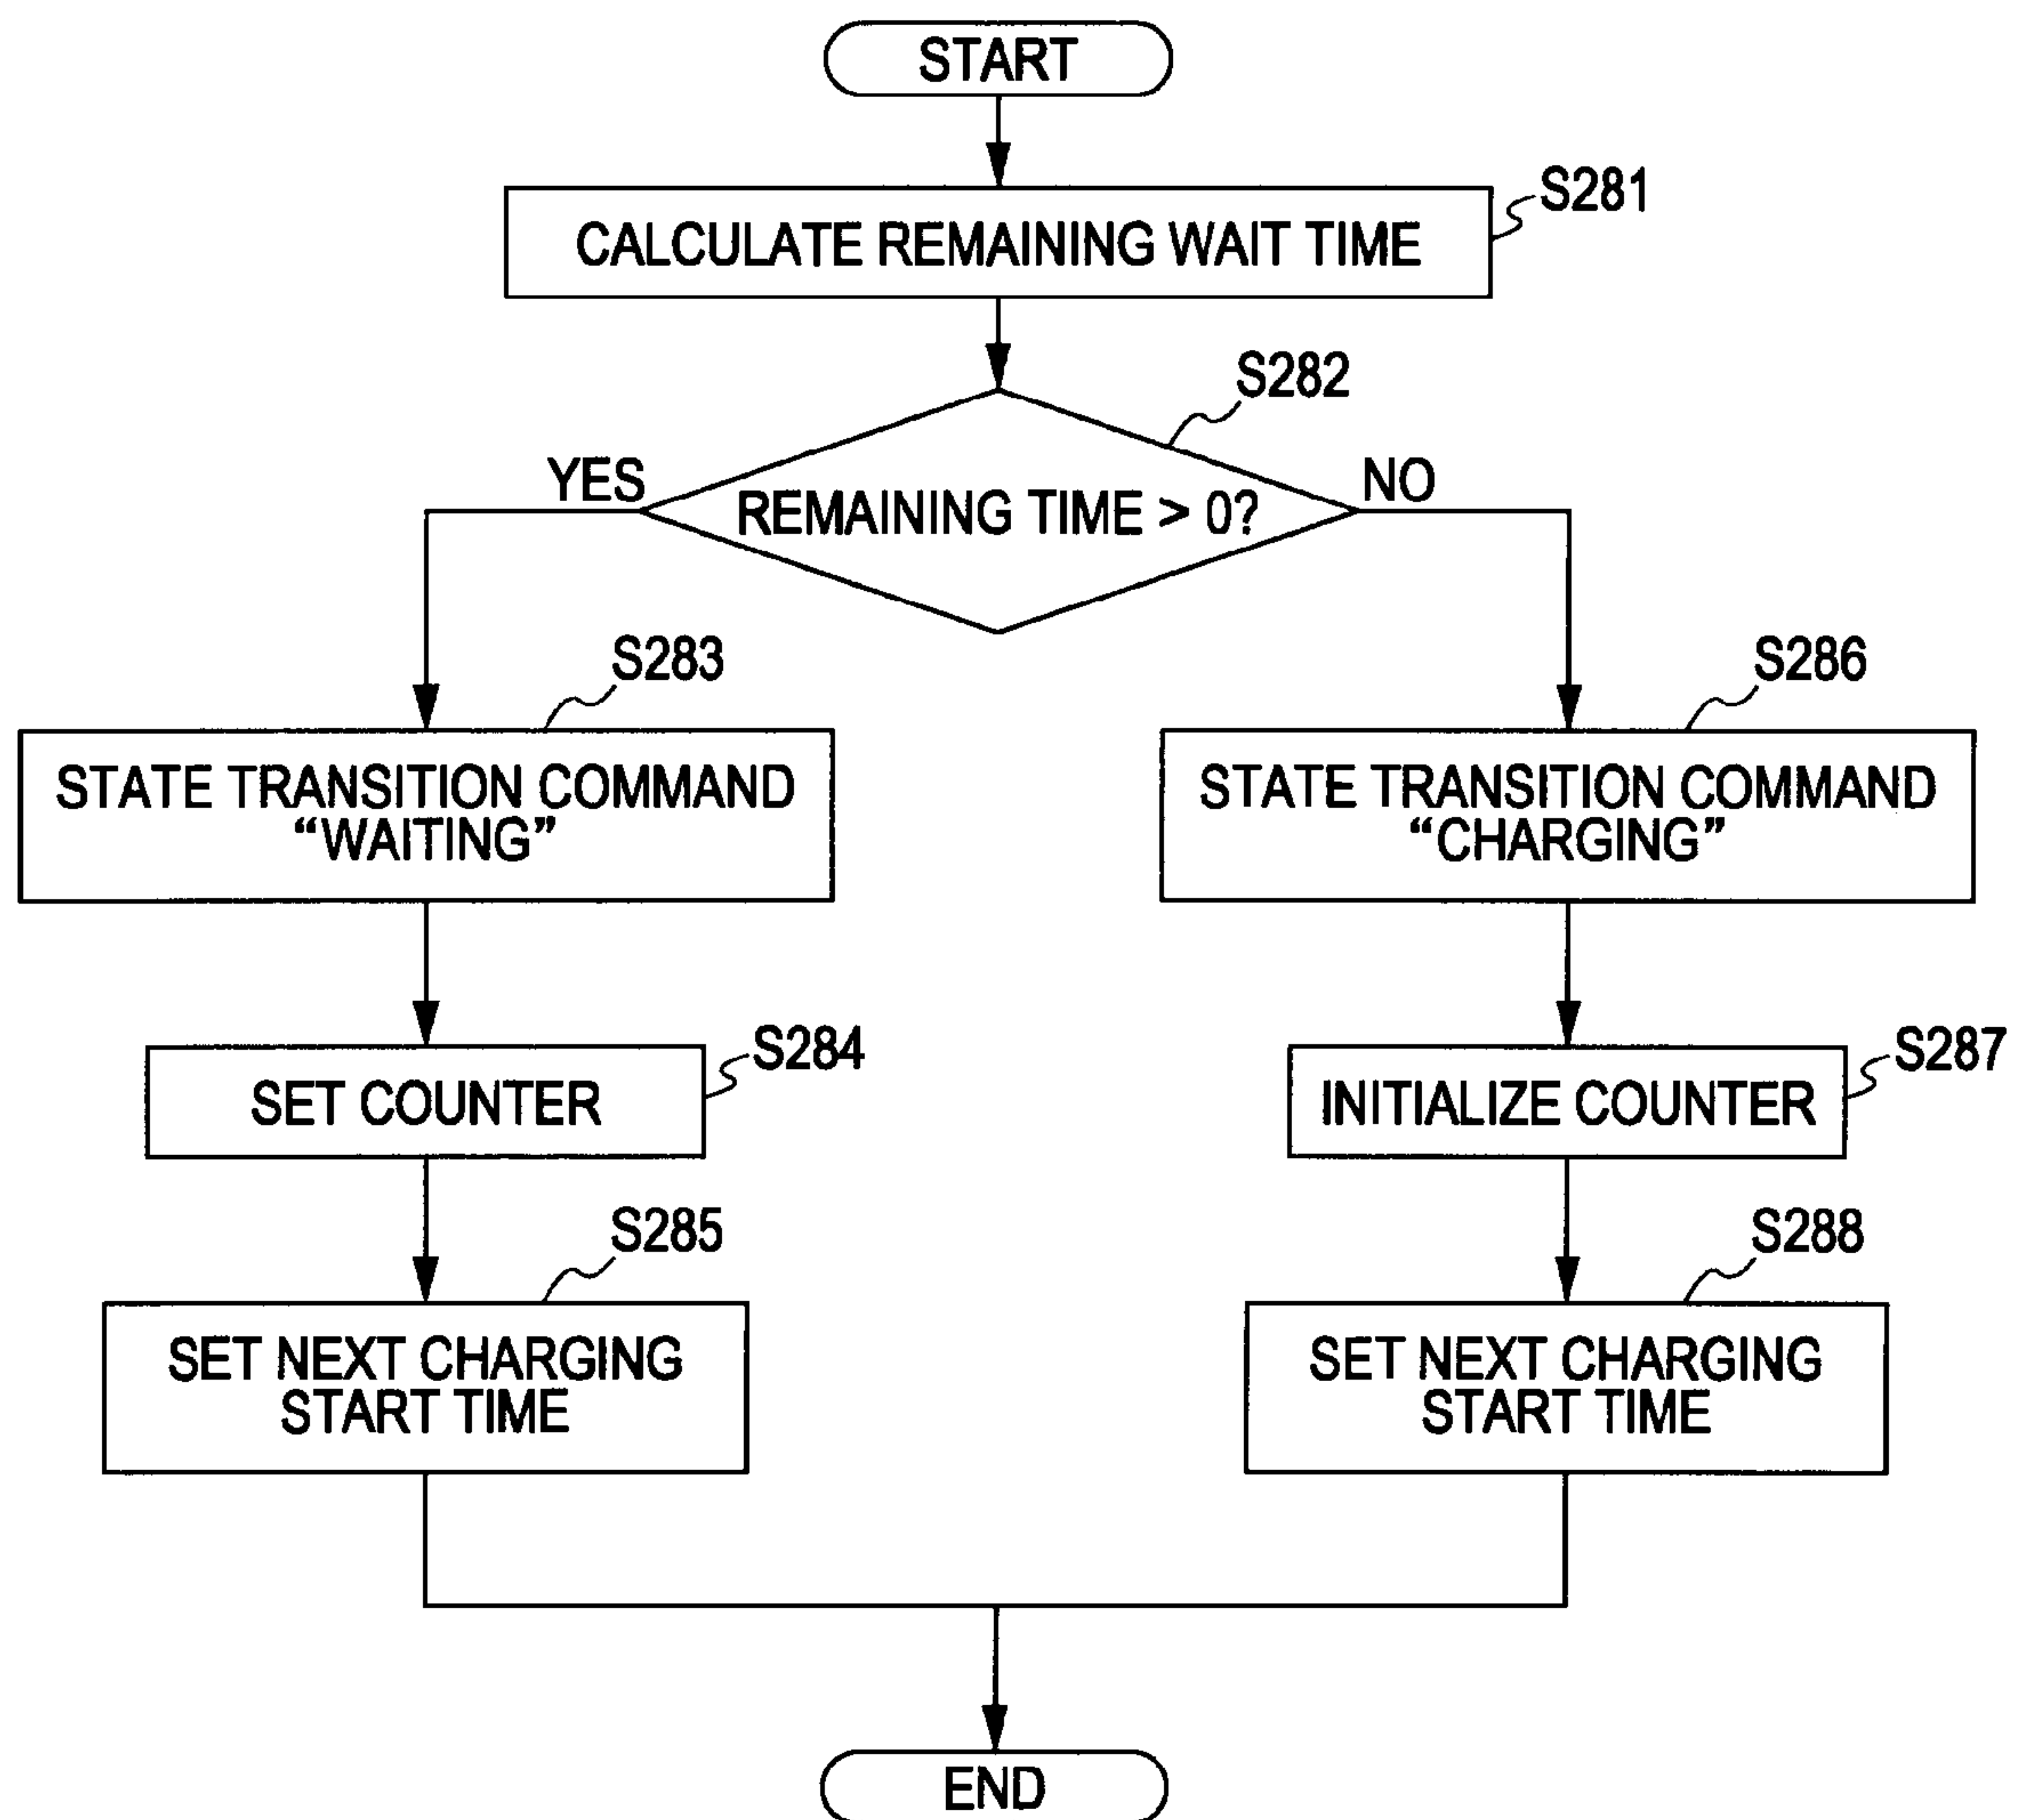 START
CALCULATE REMAINING WAIT TIME
S281
S282
YES
REMAINING TIME > 0?
NO
S283
STATE TRANSITION COMMAND
“WAITING”
S286
STATE TRANSITION COMMAND
“CHARGING”
S284
SET COUNTER
S287
INITIALIZE COUNTER
S285
SET NEXT CHARGING
START TIME
S288
SET NEXT CHARGING
START TIME
END